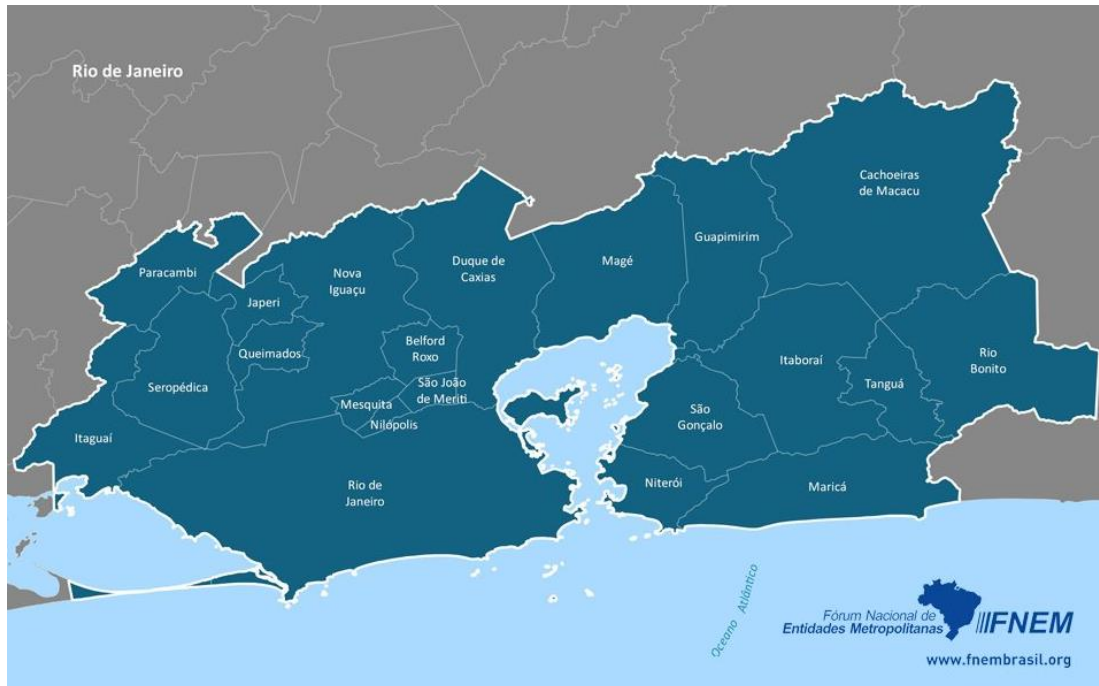 Rio de Janeiro
Cachoeiras
de Macacu
Guapimirim
Paracambi
Nova
Iguaçu
Duque de
Caxias
Magé
Japeri
Queimados
Belford
Roxo
Itaboraí
Rio
Bonito
Seropédica
São João
de Meriti
Tanguá
Mesquita
Nilópolis
São
Gonçalo
Itaguaí
Rio de
Janeiro
Niterói
Maricá
Oceano Atlântico
Fórum Nacional de
Entidades Metropolitanas
FNEM
www.fnembrasil.org